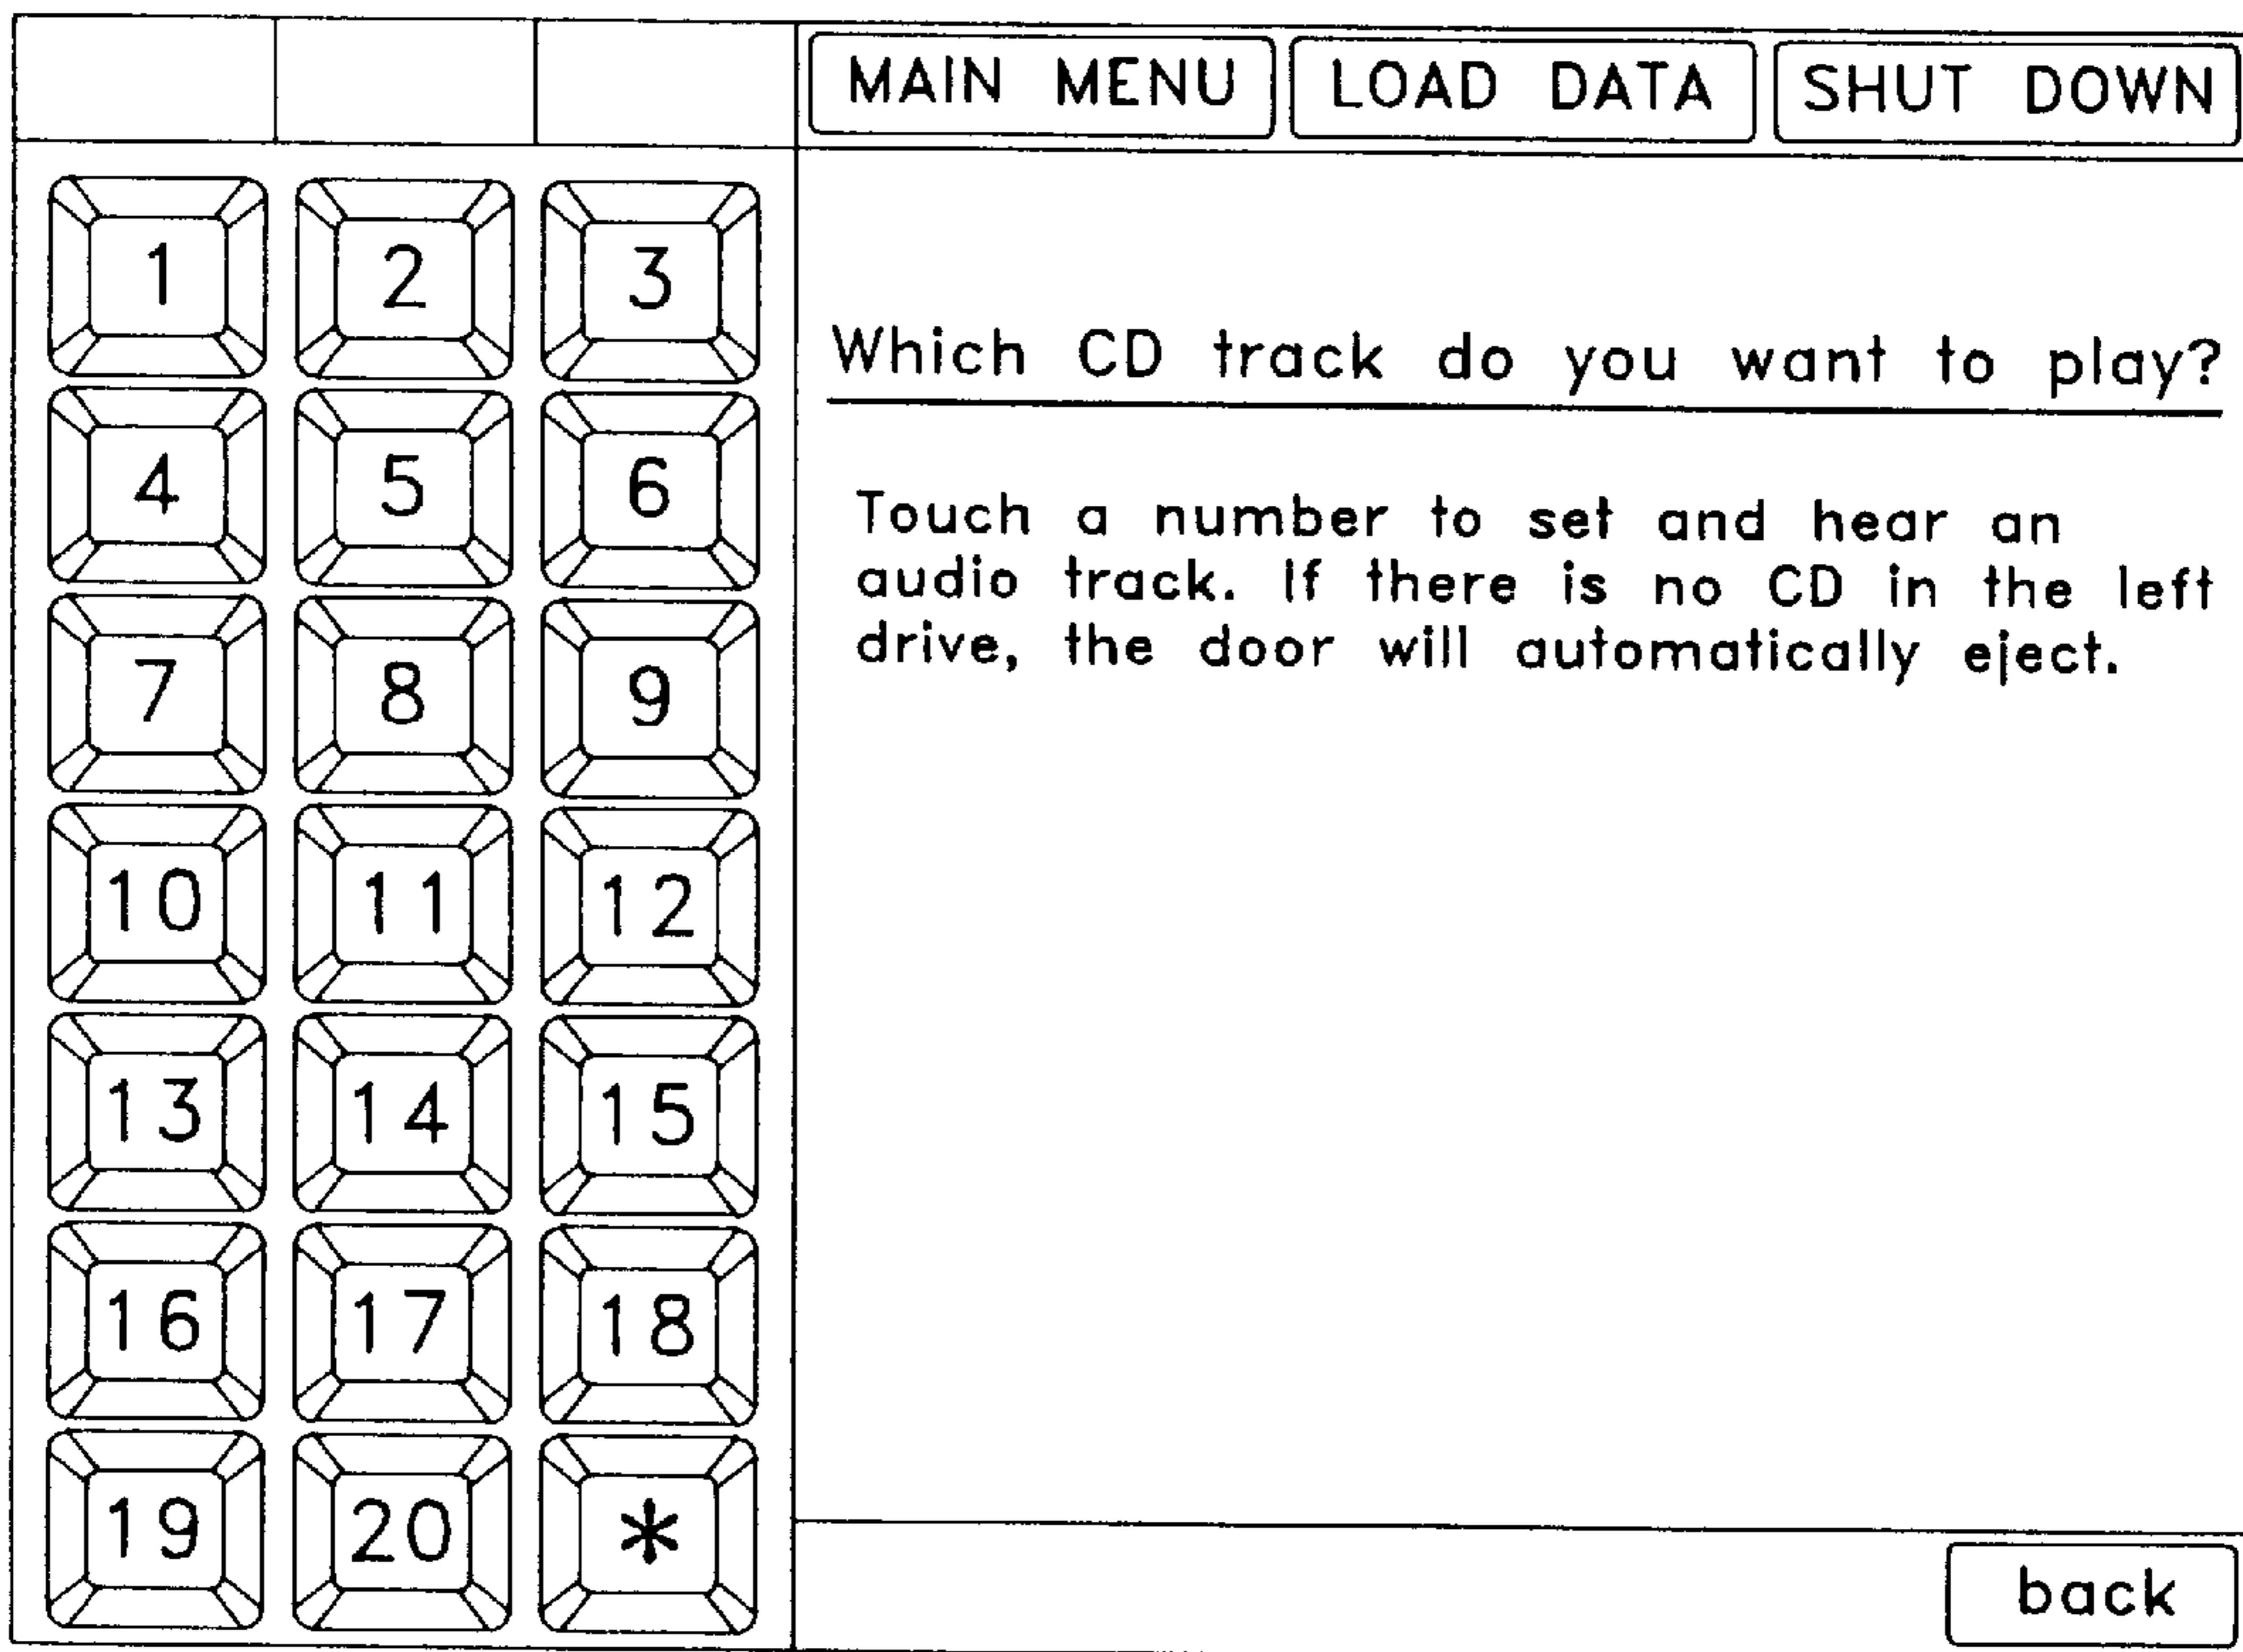 MAIN MENU LOAD DATA SHUT DOWN
1 2 3
4 5 6
7 8 9
10 11 12
13 14 15
16 17 18
19 20 *
Which CD track do you want to play?
Touch a number to set and hear an
audio track. If there is no CD in the left
drive, the door will automatically eject.
back